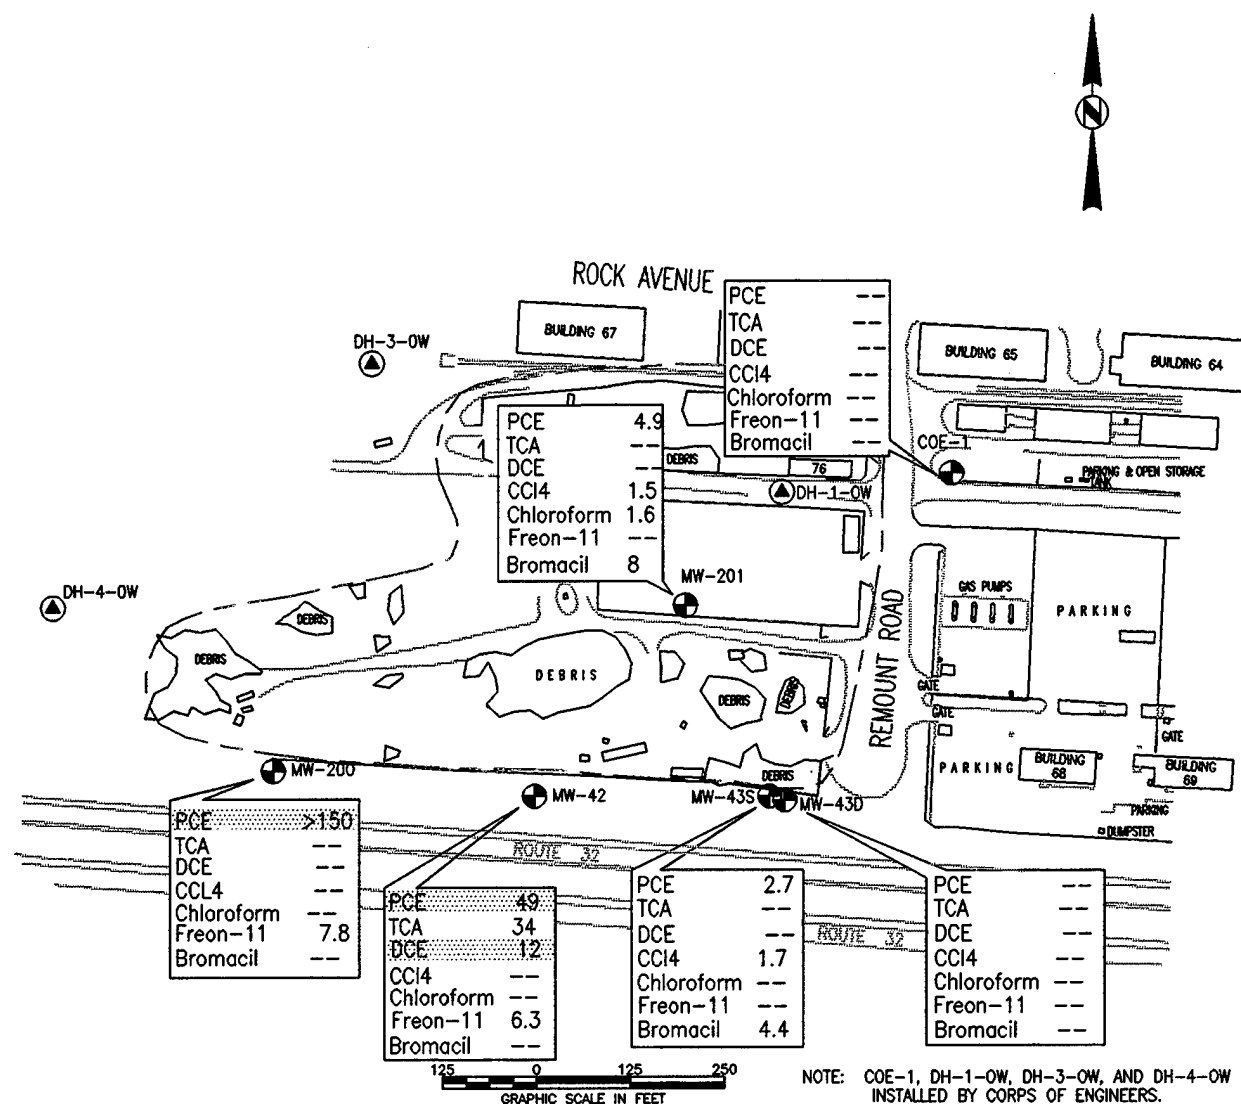 N
ROCK AVENUE
BUILDING 67
BUILDING 65
BUILDING 64
DH-3-OW
PCE --
TCA --
DCE --
CCl4 --
Chloroform --
Freon-11 --
Bromacil --
COE-1
PCE 4.9
TCA --
DCE --
CCl4 1.5
Chloroform 1.6
Freon-11 --
Bromacil 8
DEBRIS
76
DH-1-OW
PARKING & OPEN STORAGE
TANK
MW-201
DH-4-OW
DEBRIS
DEBRIS
DEBRIS
DEBRIS
DEBRIS
DEBRIS
REMOUNT ROAD
GAS PUMPS
PARKING
GATE
GATE
GATE
PARKING
BUILDING 68
BUILDING 69
PARKING
DUMPSTER
MW-200
MW-42
MW-43S
MW-43D
ROUTE 32
ROUTE 32
PCE >150
TCA --
DCE --
CCL4 --
Chloroform --
Freon-11 7.8
Bromacil --
PCE 49
TCA 34
DCE 12
CCl4 --
Chloroform --
Freon-11 6.3
Bromacil --
PCE 2.7
TCA --
DCE --
CCl4 1.7
Chloroform --
Freon-11 --
Bromacil 4.4
PCE --
TCA --
DCE --
CCl4 --
Chloroform --
Freon-11 --
Bromacil --
125 0 125 250
GRAPHIC SCALE IN FEET
NOTE: COE-1, DH-1-OW, DH-3-OW, AND DH-4-OW
INSTALLED BY CORPS OF ENGINEERS.